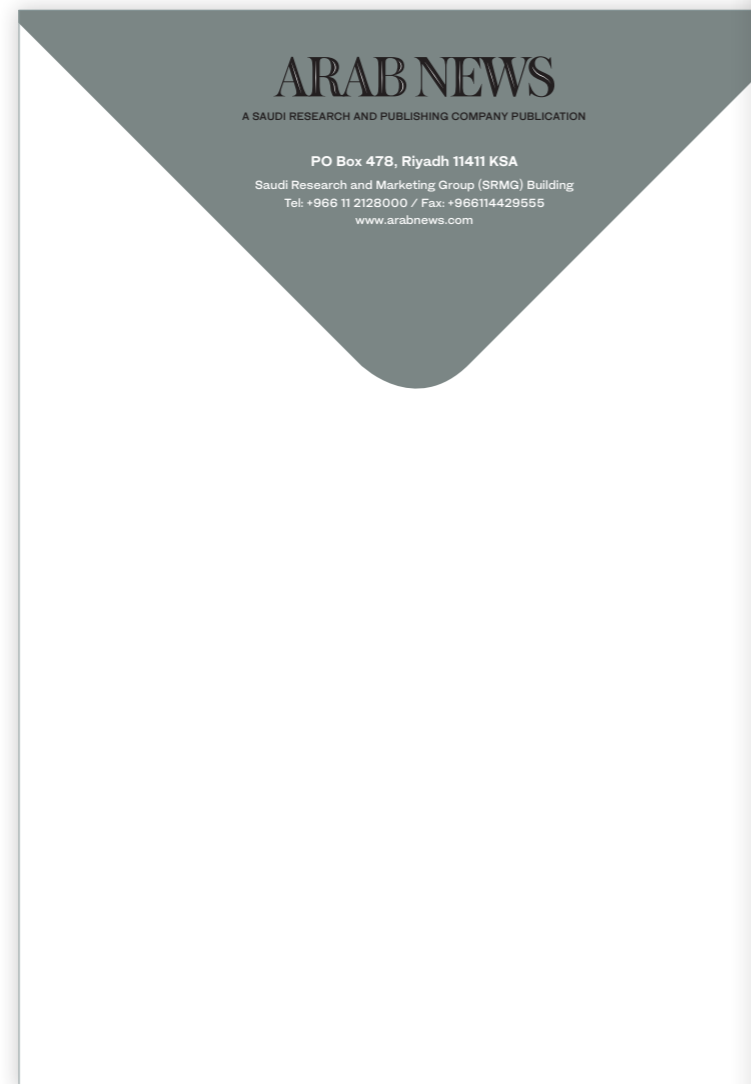 ARAB NEWS
A SAUDI RESEARCH AND PUBLISHING COMPANY PUBLICATION
PO Box 478, Riyadh 11411 KSA
Saudi Research and Marketing Group (SRMG) Building
Tel: +966 11 2128000 / Fax: +966114429555
www.arabnews.com